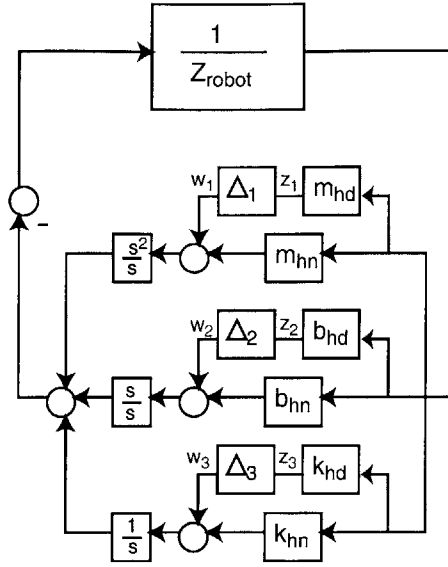 1
Z_robot
w_1 Δ_1 z_1 m_hd
s^2
s
m_hn
w_2 Δ_2 z_2 b_hd
s
s
b_hn
w_3 Δ_3 z_3 k_hd
1
s
k_hn
-